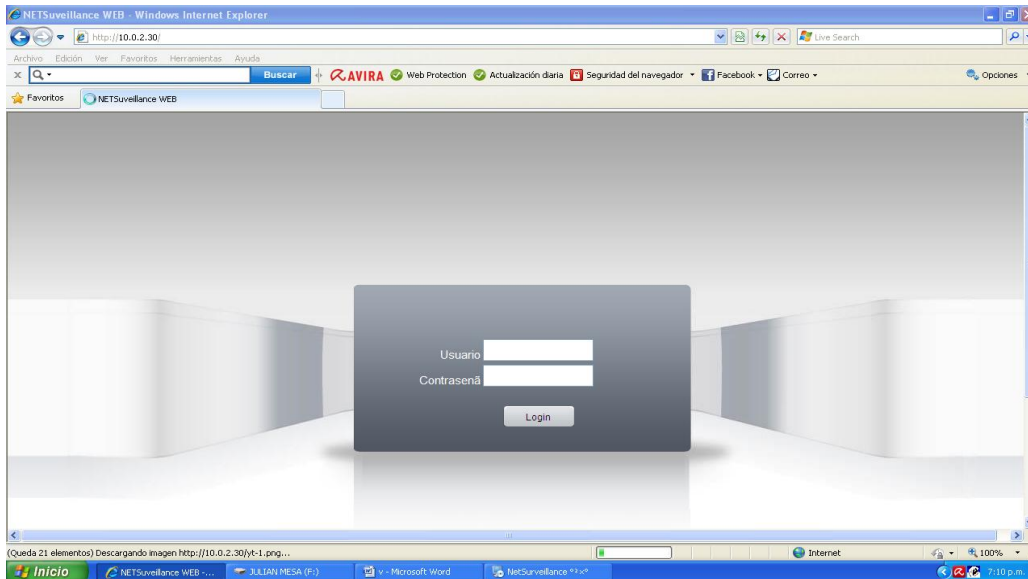 NETSuveillance WEB - Windows Internet Explorer
http://10.0.2.30/
Live Search
Archivo Edición Ver Favoritos Herramientas Ayuda
x Buscar AVIRA Web Protection Actualización diaria Seguridad del navegador Facebook Correo Opciones
Favoritos NETSuveillance WEB
Usuario
Contrasenã
Login
(Queda 21 elementos) Descargando imagen http://10.0.2.30/yt-1.png... Internet 100%
Inicio NETSuveillance WEB -... JULIAN MESA (F:) v - Microsoft Word NetSurveillance 7:10 p.m.